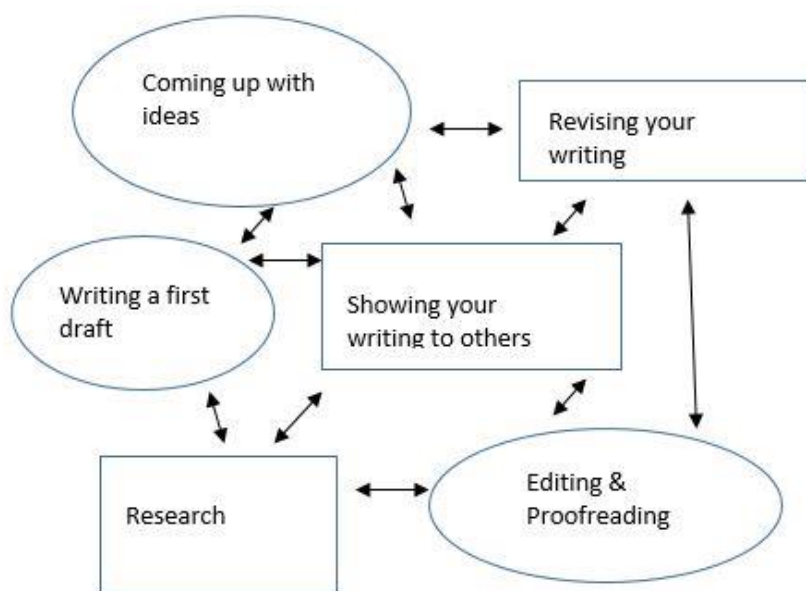 Coming up with
ideas
Revising your
writing
Writing a first
draft
Showing your
writing to others
Research
Editing &
Proofreading